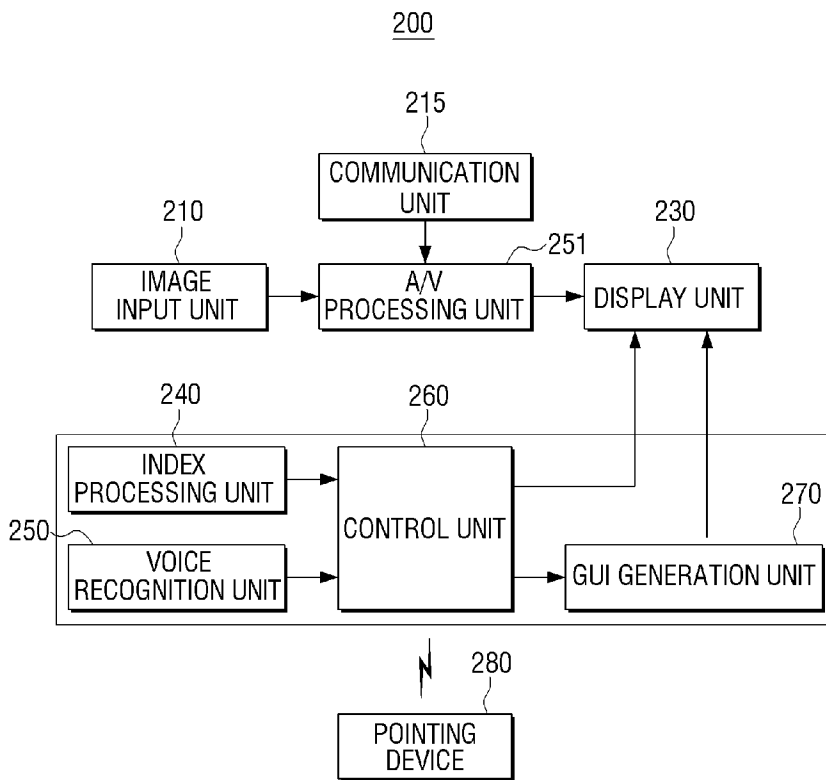 200
215
COMMUNICATION
UNIT
210
251
230
IMAGE
INPUT UNIT
A/V
PROCESSING UNIT
DISPLAY UNIT
240
260
INDEX
PROCESSING UNIT
CONTROL UNIT
270
250
VOICE
RECOGNITION UNIT
GUI GENERATION UNIT
280
POINTING
DEVICE